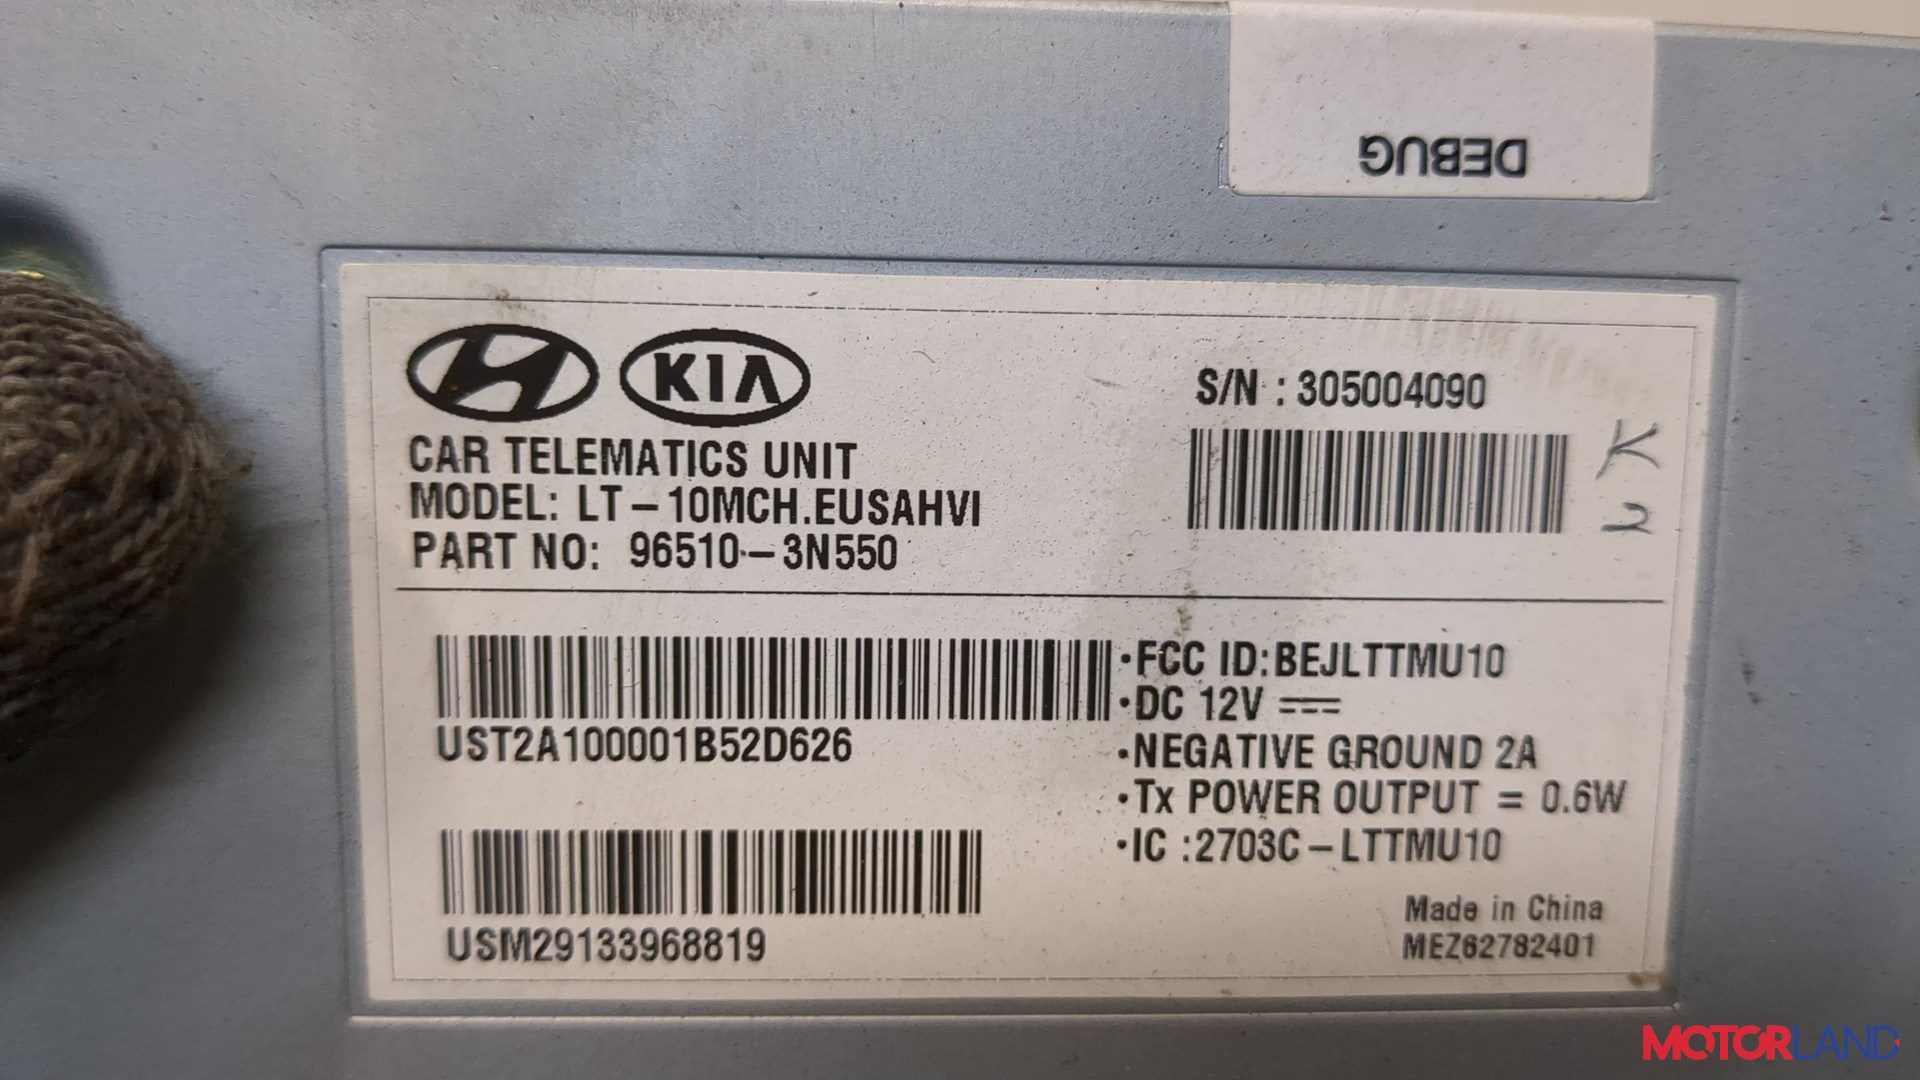 DEBUG
KIA
CAR TELEMATICS UNIT
MODEL: LT-10MCH.EUSAHVI
PART NO: 96510-3N550
S/N : 305004090
K
2
UST2A100001B52D626
USM29133968819
·FCC ID:BEJLTTMU10
·DC 12V
·NEGATIVE GROUND 2A
·Tx POWER OUTPUT = 0.6W
·IC :2703C-LTTMU10
Made in China
MEZ62782401
MOTORLAND